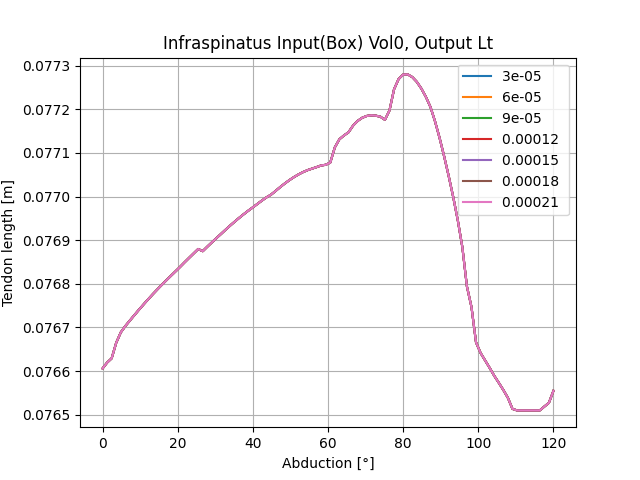 Infraspinatus Input(Box) Vol0, Output Lt
0.0773
0.0772
0.0771
0.0770
0.0769
0.0768
0.0767
0.0766
0.0765
Tendon length [m]
3e-05
6e-05
9e-05
0.00012
0.00015
0.00018
0.00021
0 20 40 60 80 100 120
Abduction [°]